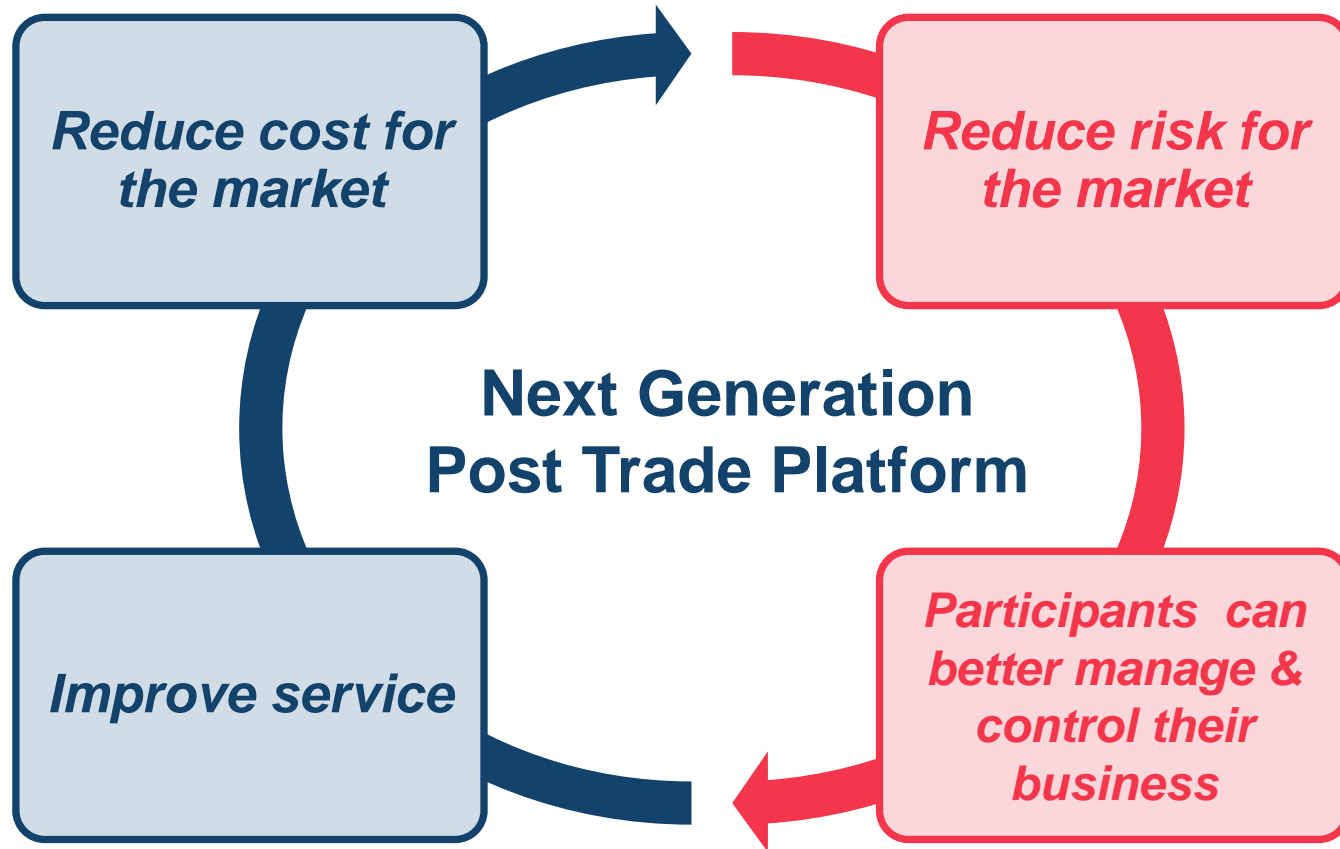 Reduce cost for
the market
Reduce risk for
the market
Next Generation
Post Trade Platform
Improve service
Participants  can
better manage &
control their
business